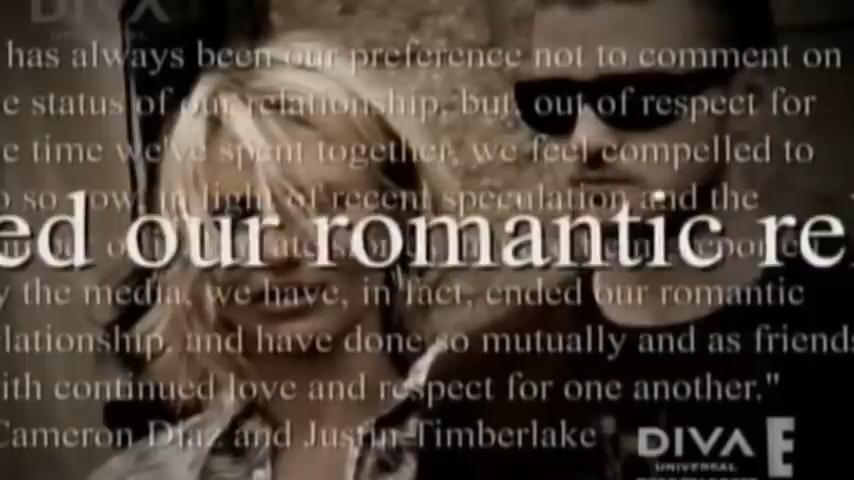 DIVA
has always been our preference not to comment on
e status of our relationship, but, out of respect for
e time we've spent together, we feel compelled to
o so now, in light of recent speculation and the
ed our romantic re
y the media, we have, in fact, ended our romantic
elationship, and have done so mutually and as friends
ith continued love and respect for one another."
Cameron Diaz and Justin Timberlake
DIVA E
UNIVERSAL